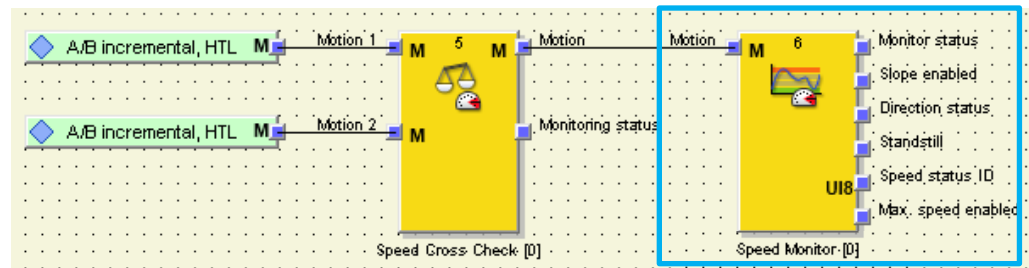 A/B incremental, HTL M Motion 1 M 5 M Motion Motion M 6 Monitor status
Slope enabled
Direction status
A/B incremental, HTL M Motion 2 M Monitoring status
Standstill
UI8 Speed status ID
Max. speed enabled
Speed Cross Check [0] Speed Monitor [0]